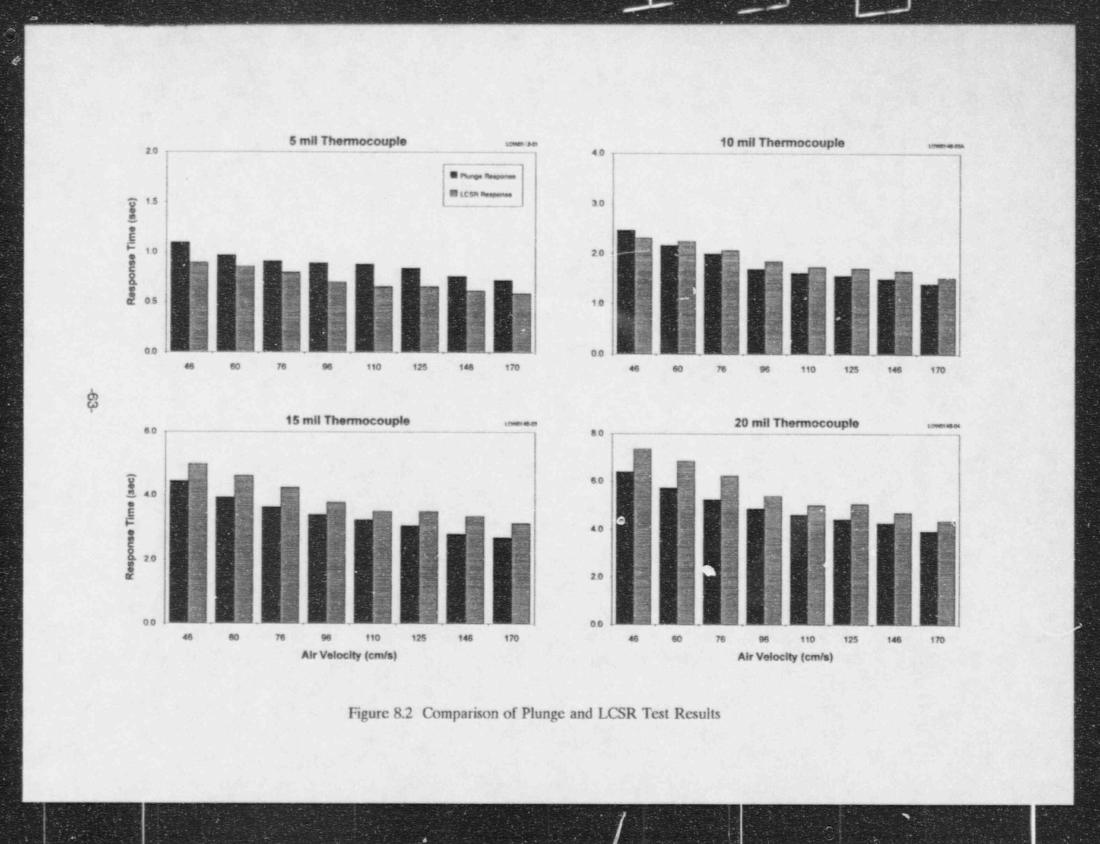 5 mil Thermocouple
2.0
1.5
1.0
0.5
0.0
Response Time (sec)
Plunge Response
LCSR Response
46 60 76 96 110 125 146 170
10 mil Thermocouple
4.0
3.0
2.0
1.0
0.0
46 60 76 96 110 125 146 170
-63-
15 mil Thermocouple
6.0
4.0
2.0
0.0
Response Time (sec)
46 60 76 96 110 125 146 170
Air Velocity (cm/s)
20 mil Thermocouple
8.0
6.0
4.0
2.0
0.0
46 60 76 96 110 125 146 170
Air Velocity (cm/s)
Figure 8.2 Comparison of Plunge and LCSR Test Results